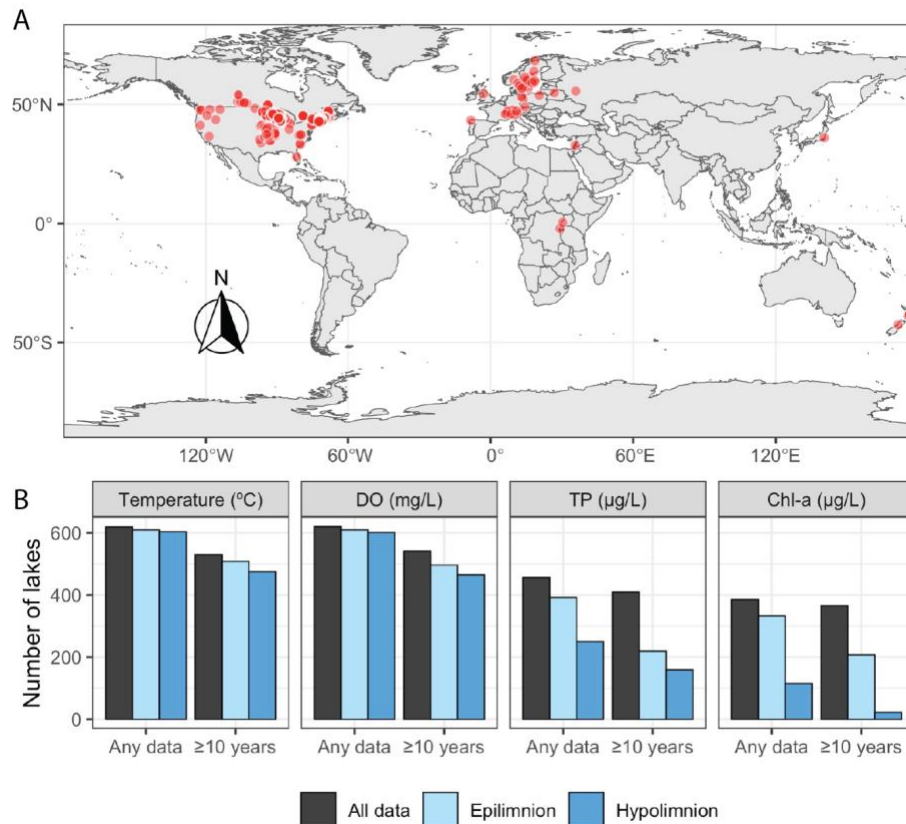 A
50°N
0°
50°S
N
120°W 60°W 0°E 60°E 120°E
B
Temperature (ºC) DO (mg/L) TP (µg/L) Chl-a (µg/L)
Number of lakes
600
400
200
0
Any data ≥10 years Any data ≥10 years Any data ≥10 years Any data ≥10 years
All data Epilimnion Hypolimnion